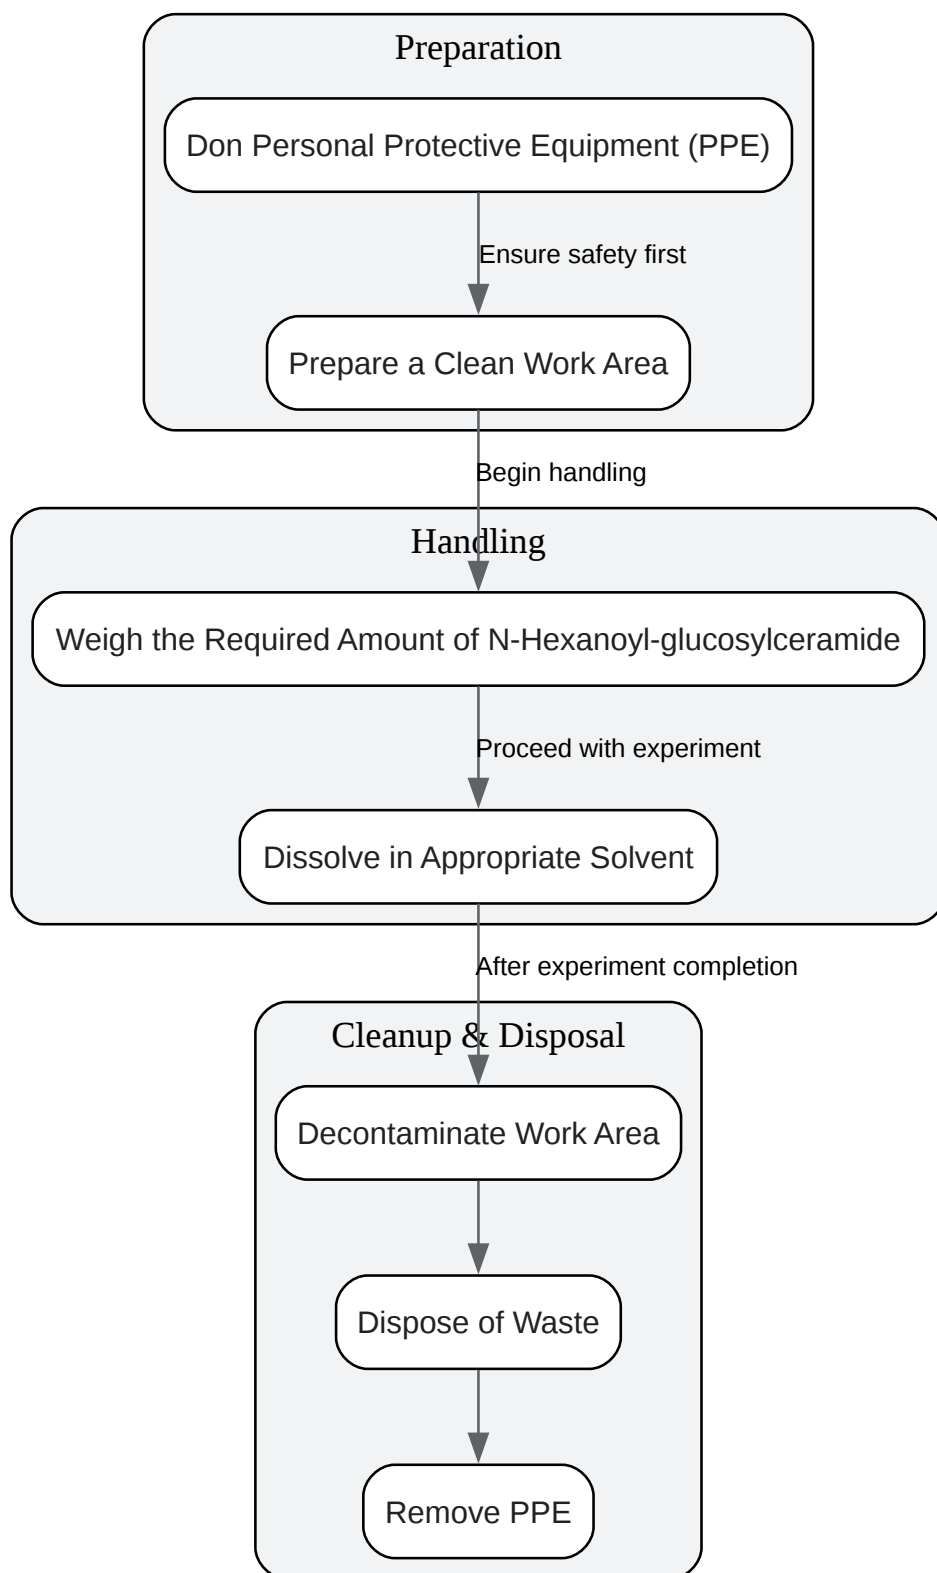 Preparation
Don Personal Protective Equipment (PPE)
Ensure safety first
Prepare a Clean Work Area
Begin handling
Handling
Weigh the Required Amount of N-Hexanoyl-glucosylceramide
Proceed with experiment
Dissolve in Appropriate Solvent
After experiment completion
Cleanup & Disposal
Decontaminate Work Area
Dispose of Waste
Remove PPE